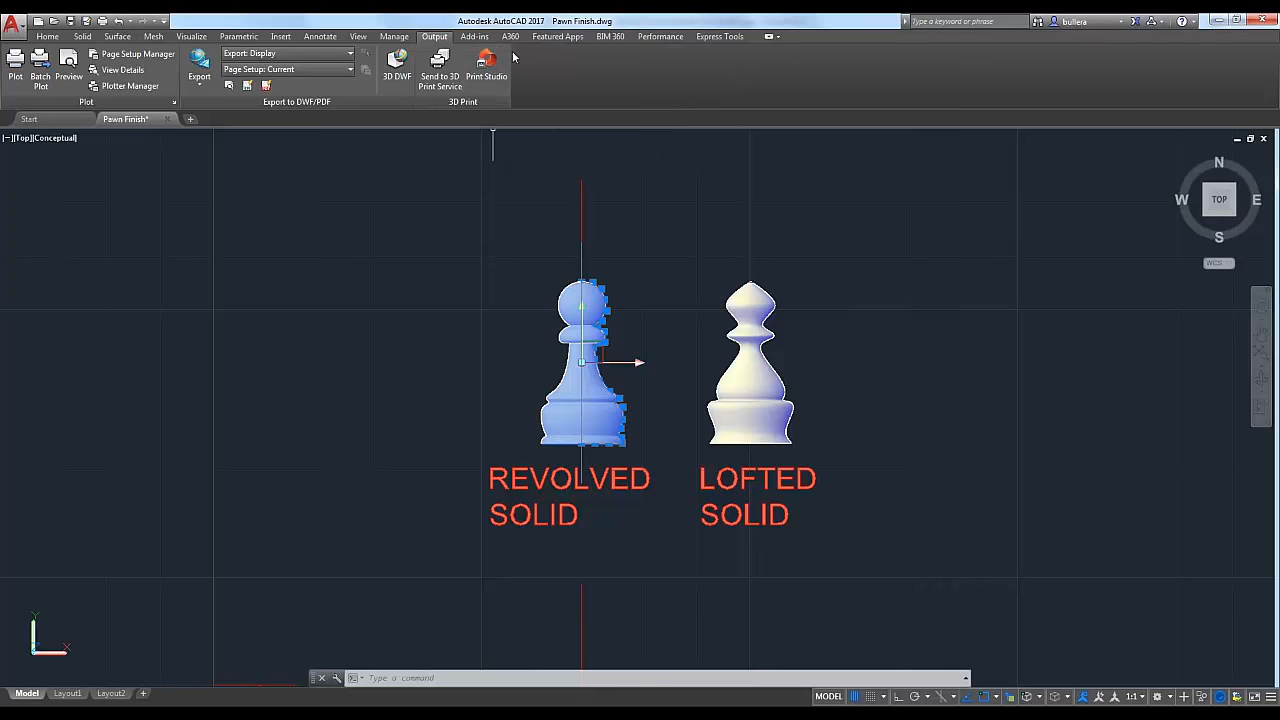 Autodesk AutoCAD 2017 Pawn Finish.dwg
Type a keyword or phrase
bullera
Home Solid Surface Mesh Visualize Parametric Insert Annotate View Manage Output Add-ins A360 Featured Apps BIM 360 Performance Express Tools
Page Setup Manager
View Details
Plotter Manager
Plot
Batch Plot
Preview
Plot
Export
Export: Display
Page Setup: Current
Export to DWF/PDF
3D DWF
Send to 3D Print Service
Print Studio
3D Print
Start
Pawn Finish*
[−][Top][Conceptual]
N
W
TOP
E
S
WCS
REVOLVED
SOLID
LOFTED
SOLID
Y
X
Type a command
Model Layout1 Layout2
MODEL
1:1